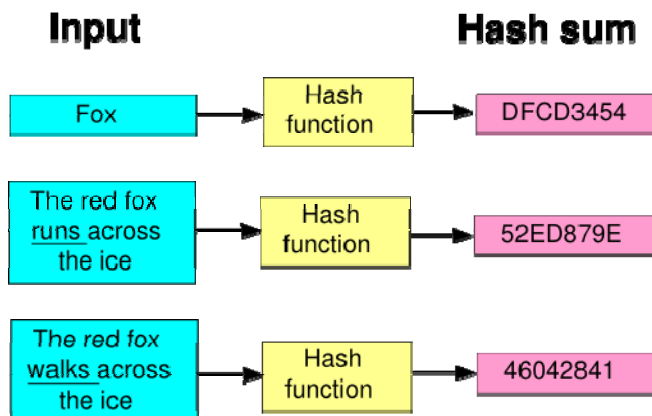 Input
Hash sum
Fox
Hash
function
DFCD3454
The red fox
runs across
the ice
Hash
function
52ED879E
The red fox
walks across
the ice
Hash
function
46042841